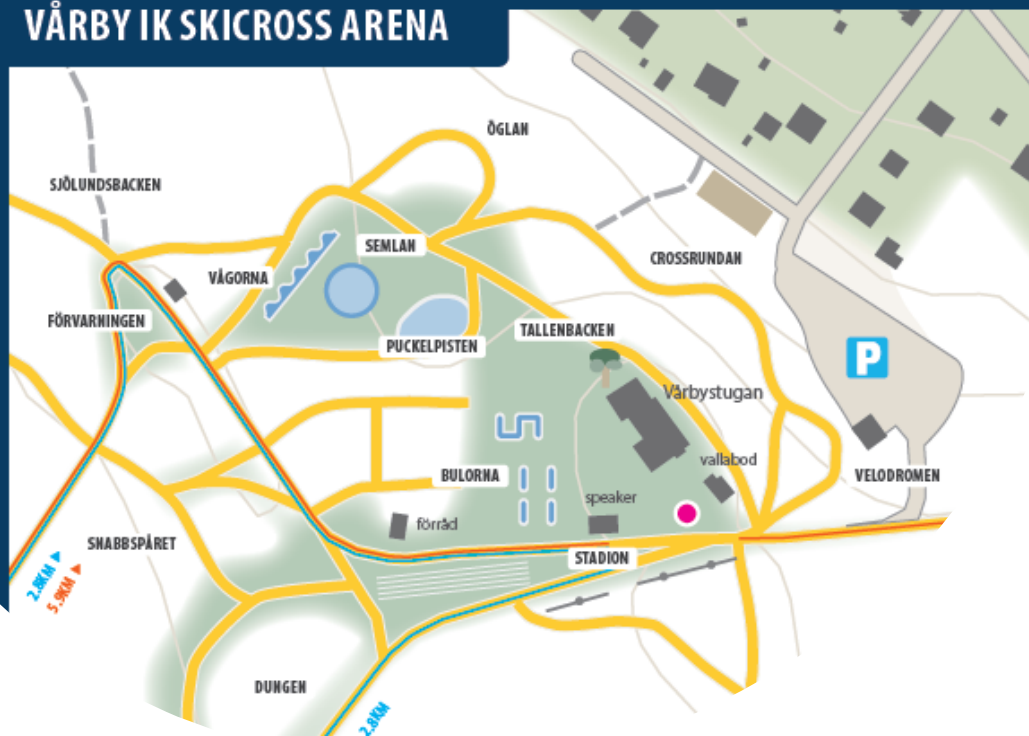 VÅRBY IK SKICROSS ARENA
ÖGLAN
SJÖLUNDSBACKEN
SEMLAN
CROSSRUNDAN
VÅGORNA
FÖRVARNINGEN
TALLENBACKEN
PUCKELPISTEN
P
Vårbystugan
vallabod
BULORNA
VELODROMEN
speaker
förråd
SNABBSPÅRET
STADION
2.8KM
5.9KM
DUNGEN
2.8KM